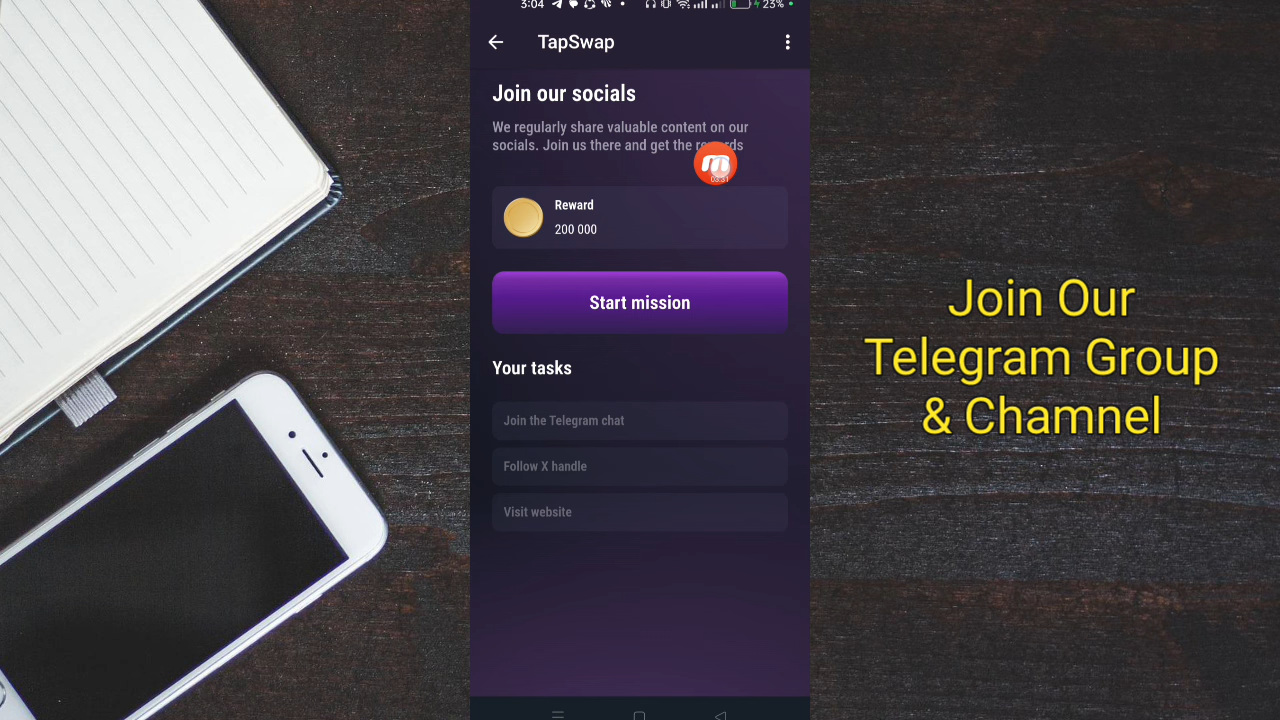 3:04
23%
TapSwap
Join our socials
We regularly share valuable content on our
socials. Join us there and get the
03:31
Reward
200 000
Start mission
Your tasks
Join the Telegram chat
Follow X handle
Visit website
Join Our
Telegram Group
& Chamnel